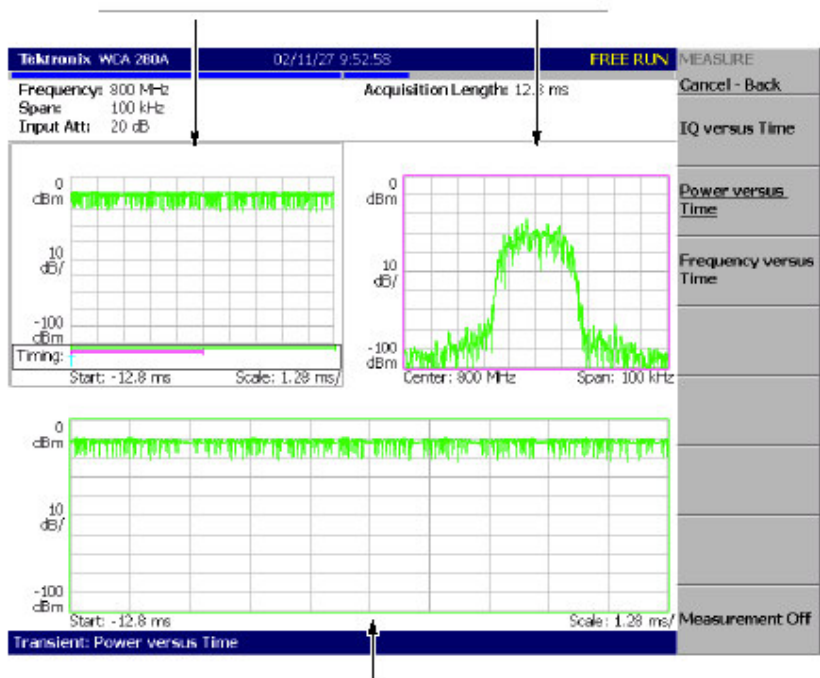 Tektronix WCA 280A 02/11/27 9:52:58 FREE RUN
Frequency: 800 MHz
Span: 100 kHz
Input Att: 20 dB
Acquisition Length: 12.8 ms
0
dBm
10
dB/
-100
dBm
Timing:
Start: -12.8 ms Scale: 1.28 ms/
0
dBm
10
dB/
-100
dBm
Center: 800 MHz Span: 100 kHz
0
dBm
10
dB/
-100
dBm
Start: -12.8 ms Scale: 1.28 ms/
Transient: Power versus Time
MEASURE
Cancel - Back
IQ versus Time
Power versus
Time
Frequency versus
Time
Measurement Off